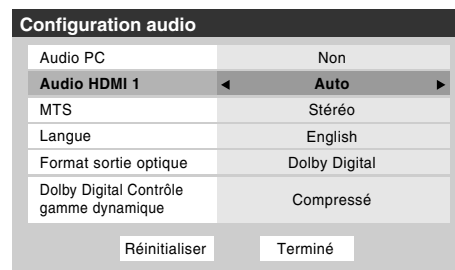 Configuration audio
Audio PC Non
Audio HDMI 1 ◀ Auto ▶
MTS Stéréo
Langue English
Format sortie optique Dolby Digital
Dolby Digital Contrôle
gamme dynamique Compressé
Réinitialiser Terminé